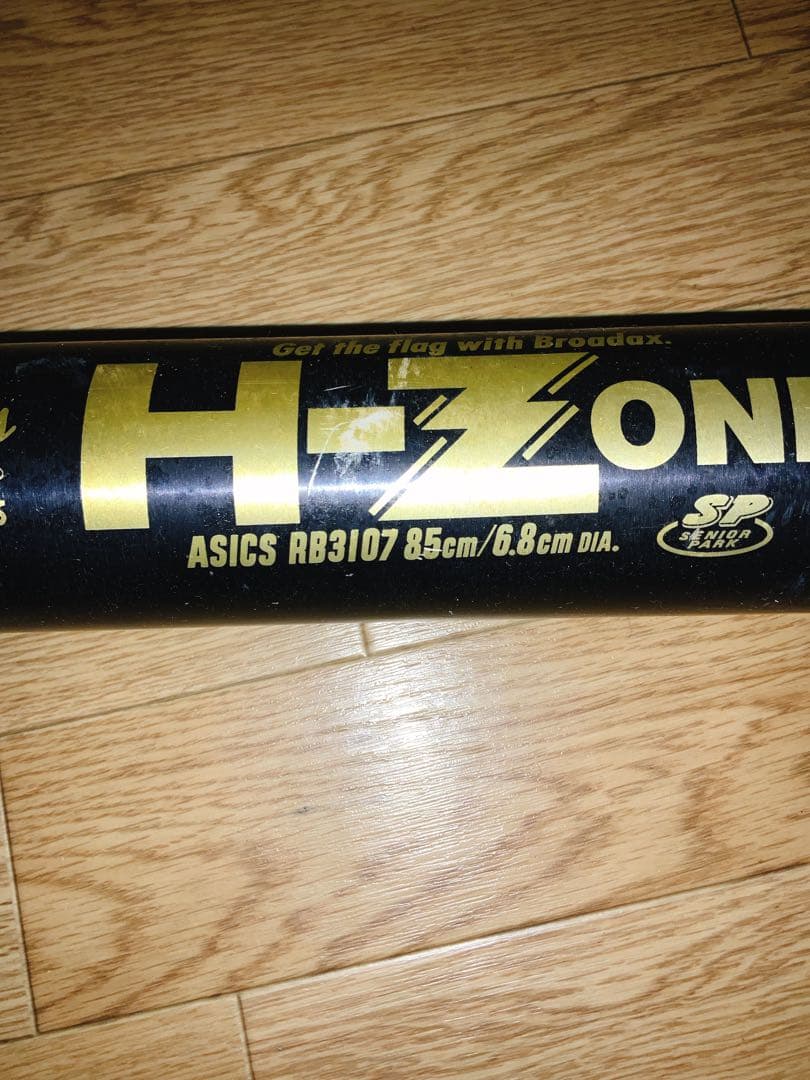 Get the flag with Broadax.
H-ZONE
ASICS RB3107 85cm/6.8cm DIA.
SP
SENIOR
PARK